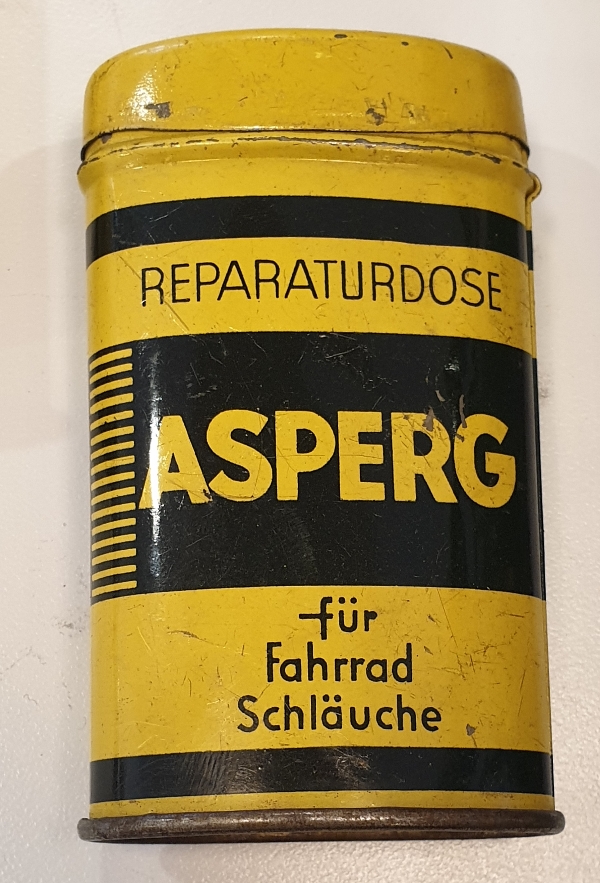 REPARATURDOSE
ASPERG
für
Fahrrad
Schläuche